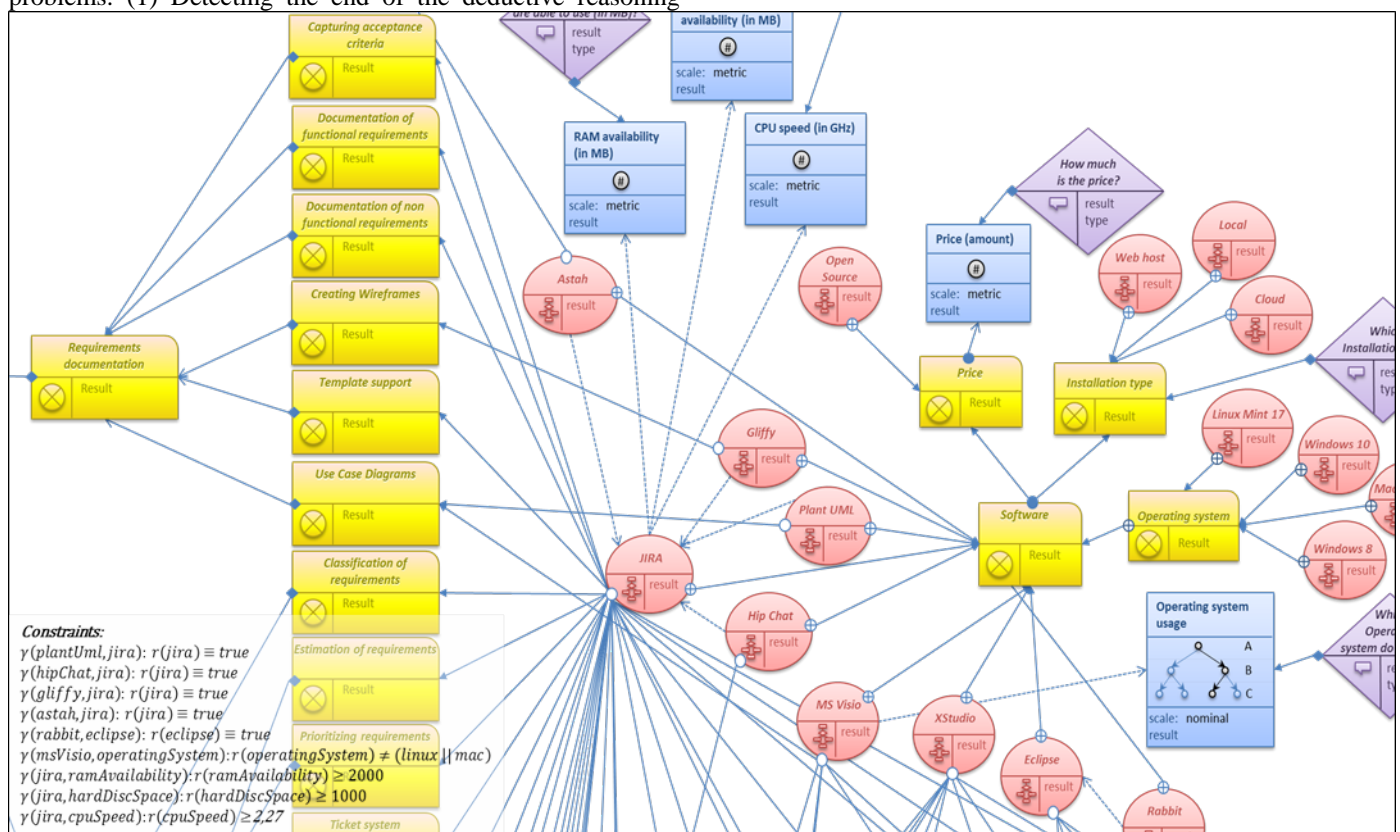 problems: (1) Detecting the end of the deductive reasoning
Capturing acceptance
criteria
Result
Documentation of
functional requirements
Result
Documentation of non
functional requirements
Result
Creating Wireframes
Result
Requirements
documentation
Result
Template support
Result
Use Case Diagrams
Result
Classification of
requirements
Result
Estimation of requirements
Result
Prioritizing requirements
Ticket system
are able to use (in MB)?
result
type
availability (in MB)
#
scale: metric
result
RAM availability
(in MB)
#
scale: metric
result
CPU speed (in GHz)
#
scale: metric
result
How much
is the price?
result
type
Price (amount)
#
scale: metric
result
Astah
result
Open
Source
result
Web host
result
Local
result
Cloud
result
Installation
Price
Result
Installation type
Result
Gliffy
result
Plant UML
result
JIRA
result
Hip Chat
result
Software
Result
Operating system
Result
Linux Mint 17
result
Windows 10
result
Windows 8
result
Operating system
usage
A
B
C
scale: nominal
result
system do
MS Visio
result
XStudio
result
Eclipse
result
Rabbit
result
Constraints:
γ(plantUml,jira): r(jira) ≡ true
γ(hipChat,jira): r(jira) ≡ true
γ(gliffy,jira): r(jira) ≡ true
γ(astah,jira): r(jira) ≡ true
γ(rabbit,eclipse): r(eclipse) ≡ true
γ(msVisio,operatingSystem):r(operatingSystem) ≠ (linux || mac)
γ(jira,ramAvailability):r(ramAvailability) ≥ 2000
γ(jira,hardDiscSpace):r(hardDiscSpace) ≥ 1000
γ(jira,cpuSpeed):r(cpuSpeed) ≥2,27